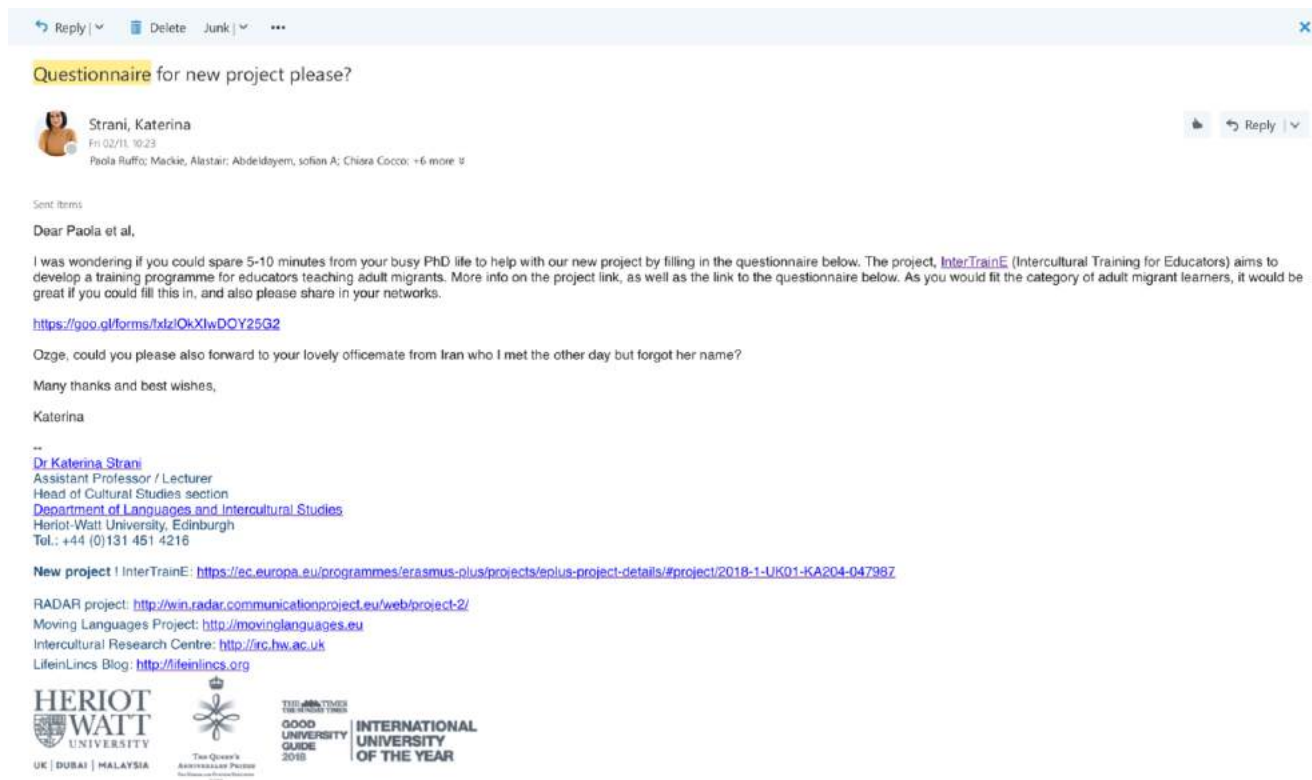 Reply | Delete Junk |
Questionnaire for new project please?
Strani, Katerina
Fri 02/11, 10:23
Paola Ruffo; Mackie, Alastair; Abdeldayem, sofian A; Chiara Cocco; +6 more
Reply |
Sent Items
Dear Paola et al,
I was wondering if you could spare 5-10 minutes from your busy PhD life to help with our new project by filling in the questionnaire below. The project, InterTrainE (Intercultural Training for Educators) aims to
develop a training programme for educators teaching adult migrants. More info on the project link, as well as the link to the questionnaire below. As you would fit the category of adult migrant learners, it would be
great if you could fill this in, and also please share in your networks.
https://goo.gl/forms/fxlzlOkXIwDOY25G2
Ozge, could you please also forward to your lovely officemate from Iran who I met the other day but forgot her name?
Many thanks and best wishes,
Katerina
--
Dr Katerina Strani
Assistant Professor / Lecturer
Head of Cultural Studies section
Department of Languages and Intercultural Studies
Heriot-Watt University, Edinburgh
Tel.: +44 (0)131 451 4216
New project ! InterTrainE: https://ec.europa.eu/programmes/erasmus-plus/projects/eplus-project-details/#project/2018-1-UK01-KA204-047987
RADAR project: http://win.radar.communicationproject.eu/web/project-2/
Moving Languages Project: http://movinglanguages.eu
Intercultural Research Centre: http://irc.hw.ac.uk
LifeinLincs Blog: http://lifeinlincs.org
HERIOT
WATT
UNIVERSITY
UK | DUBAI | MALAYSIA
THE QUEEN'S
ANNIVERSARY PRIZES
THE TIMES
THE SUNDAY TIMES
GOOD
UNIVERSITY
GUIDE
2018
INTERNATIONAL
UNIVERSITY
OF THE YEAR